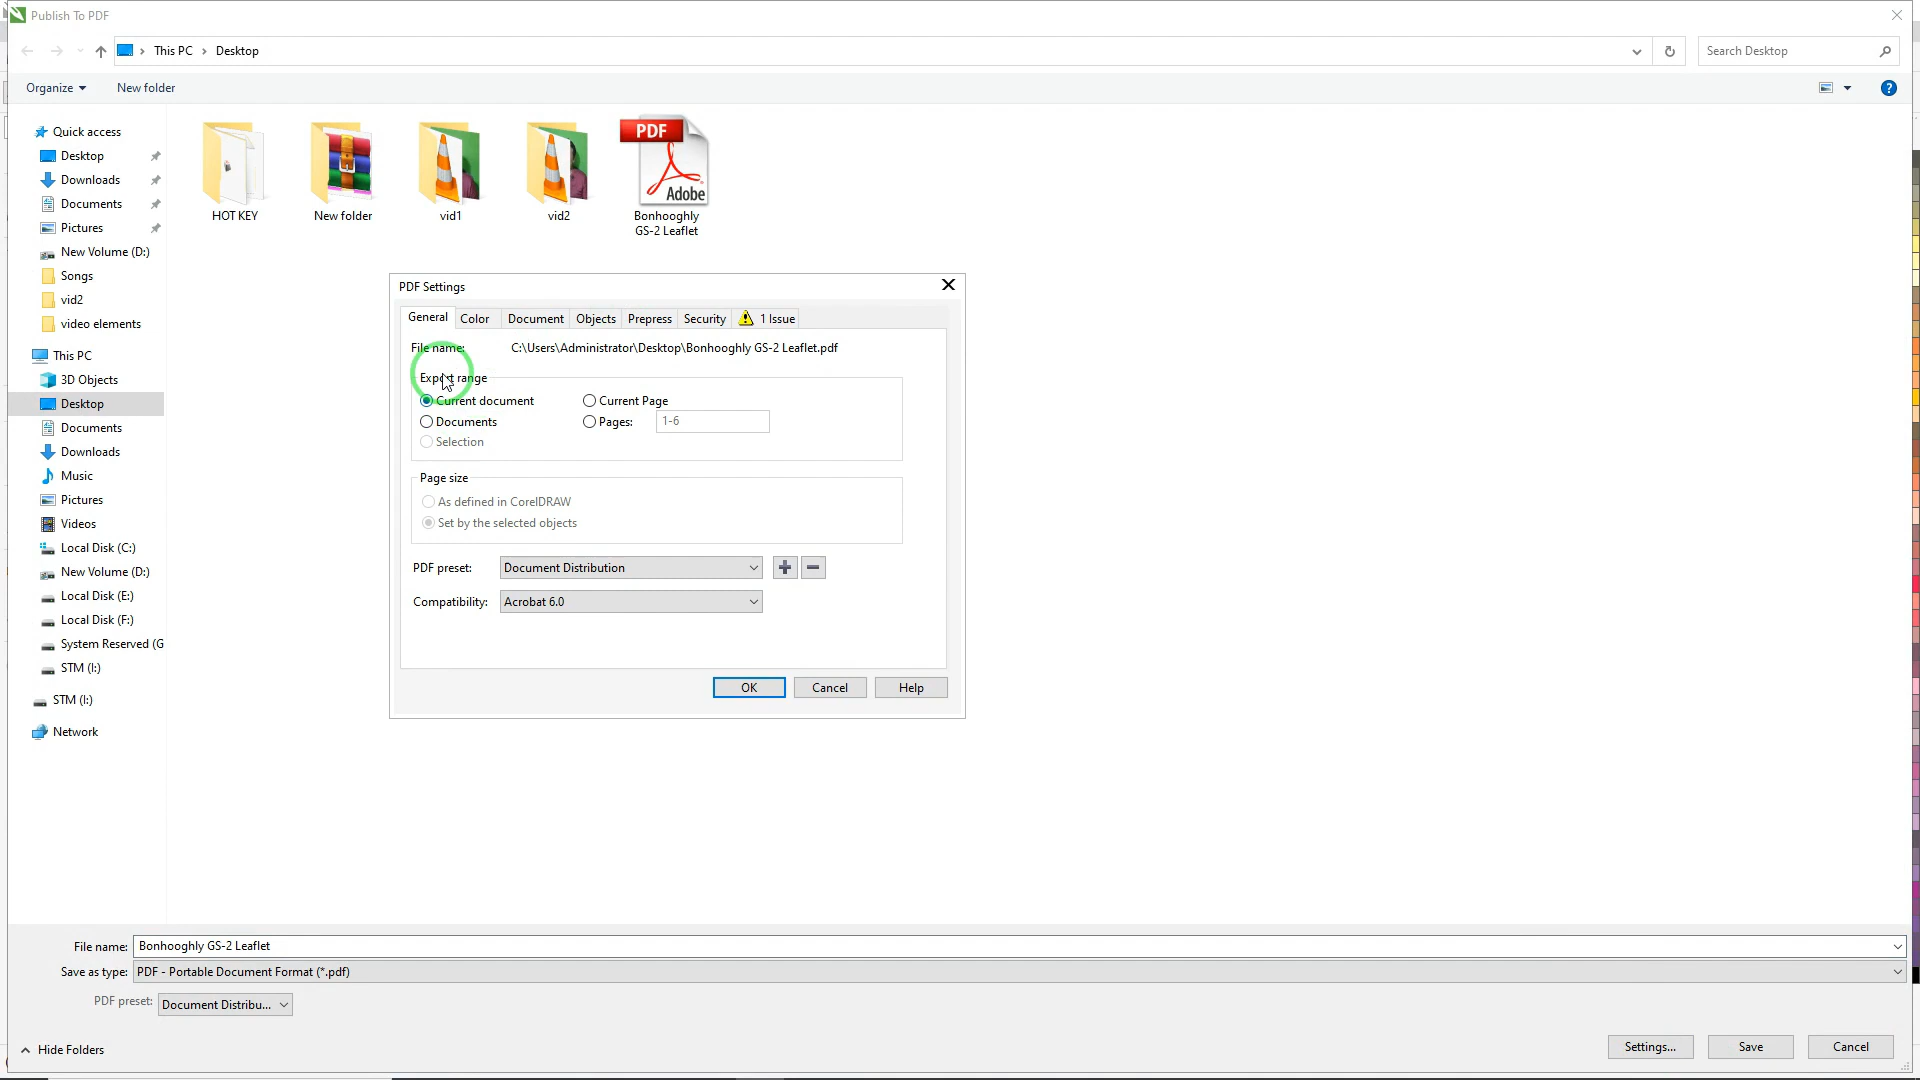 Publish To PDF
This PC
Desktop
Search Desktop
Organize
New folder
Quick access
Desktop
Downloads
Documents
Pictures
New Volume (D:)
Songs
vid2
video elements
This PC
3D Objects
Desktop
Documents
Downloads
Music
Pictures
Videos
Local Disk (C:)
New Volume (D:)
Local Disk (E:)
Local Disk (F:)
System Reserved (G
STM (I:)
STM (I:)
Network
HOT KEY
New folder
vid1
vid2
PDF
Adobe
Bonhooghly
GS-2 Leaflet
PDF Settings
General
Color
Document
Objects
Prepress
Security
1 Issue
File name:
C:\Users\Administrator\Desktop\Bonhooghly GS-2 Leaflet.pdf
Export range
Current document
Current Page
Documents
Pages:
1-6
Selection
Page size
As defined in CorelDRAW
Set by the selected objects
PDF preset:
Document Distribution
Compatibility:
Acrobat 6.0
OK
Cancel
Help
File name:
Bonhooghly GS-2 Leaflet
Save as type:
PDF - Portable Document Format (*.pdf)
PDF preset:
Document Distribu...
Hide Folders
Settings...
Save
Cancel